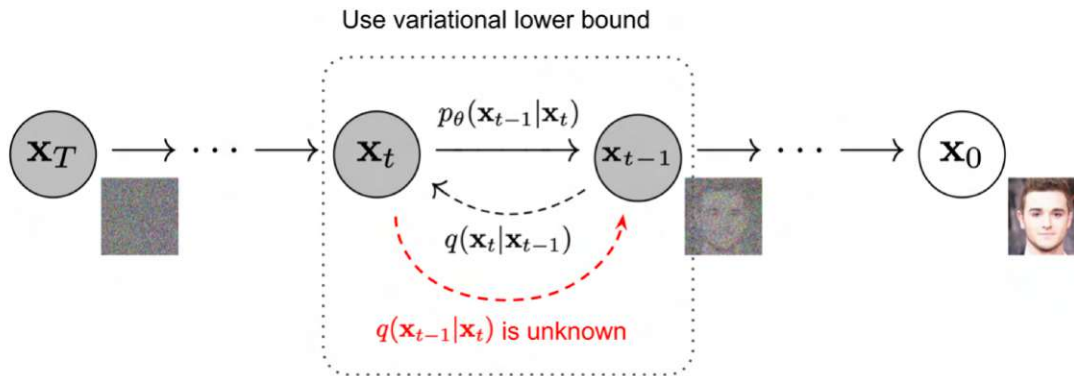 Use variational lower bound
x_T → ··· → x_t p_θ(x_{t−1}|x_t) x_{t−1} → ··· → x_0
q(x_t|x_{t−1})
q(x_{t−1}|x_t) is unknown